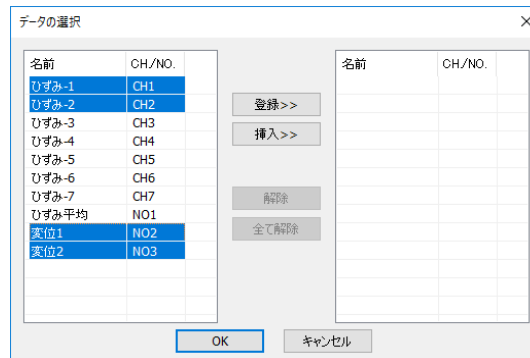 データの選択
名前 CH/NO.
ひずみ-1 CH1
ひずみ-2 CH2
ひずみ-3 CH3
ひずみ-4 CH4
ひずみ-5 CH5
ひずみ-6 CH6
ひずみ-7 CH7
ひずみ平均 NO1
変位1 NO2
変位2 NO3
登録>>
挿入>>
解除
全て解除
名前 CH/NO.
OK キャンセル